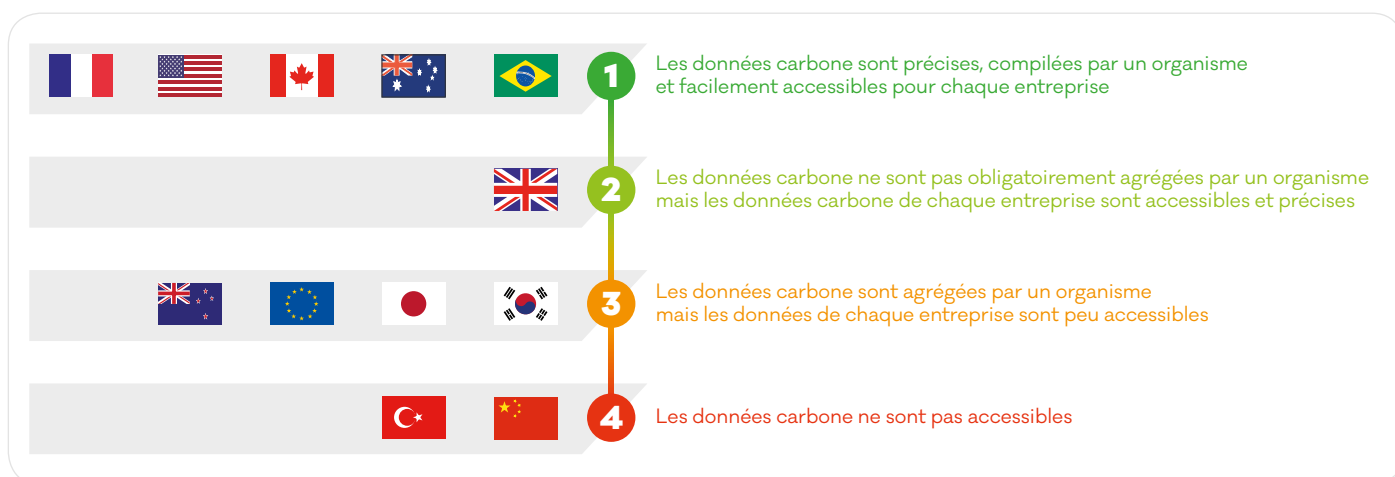 1
Les données carbone sont précises, compilées par un organisme
et facilement accessibles pour chaque entreprise
2
Les données carbone ne sont pas obligatoirement agrégées par un organisme
mais les données carbone de chaque entreprise sont accessibles et précises
3
Les données carbone sont agrégées par un organisme
mais les données de chaque entreprise sont peu accessibles
4
Les données carbone ne sont pas accessibles